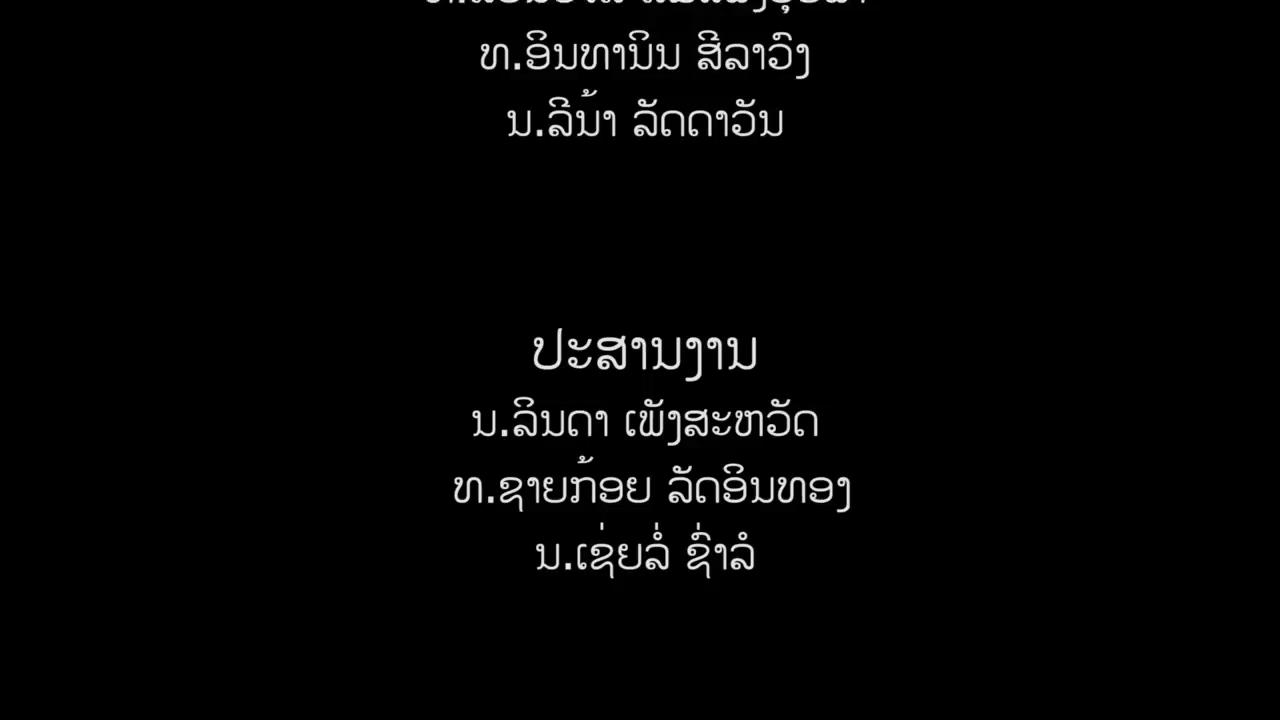 ທ.ອິນທານິນ ສີລາວົງ
ນ.ລີນ້າ ລັດດາວັນ
ປະສານງານ
ນ.ລິນດາ ເພັງສະຫວັດ
ທ.ຊາຍກ້ອຍ ລັດອິນທອງ
ນ.ເຊ່ຍລໍ່ ຊົ່າລໍ